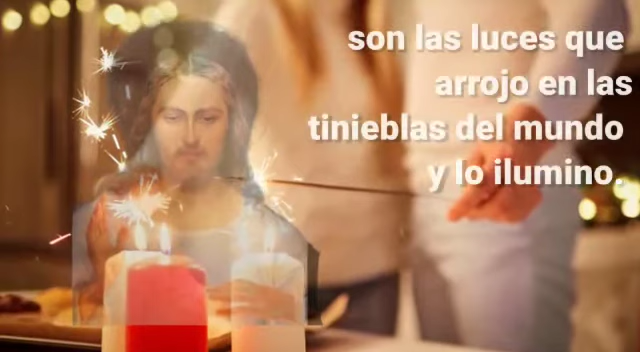 son las luces que
arrojo en las
tinieblas del mundo
y lo ilumino.